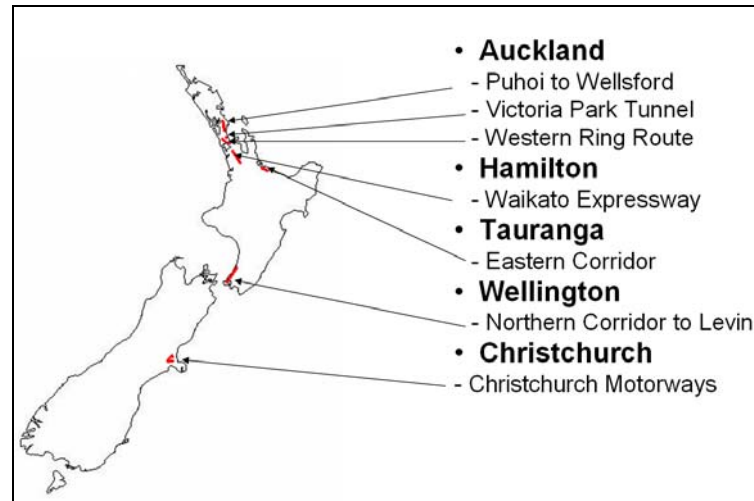 • Auckland
- Puhoi to Wellsford
- Victoria Park Tunnel
- Western Ring Route
• Hamilton
- Waikato Expressway
• Tauranga
- Eastern Corridor
• Wellington
- Northern Corridor to Levin
• Christchurch
- Christchurch Motorways